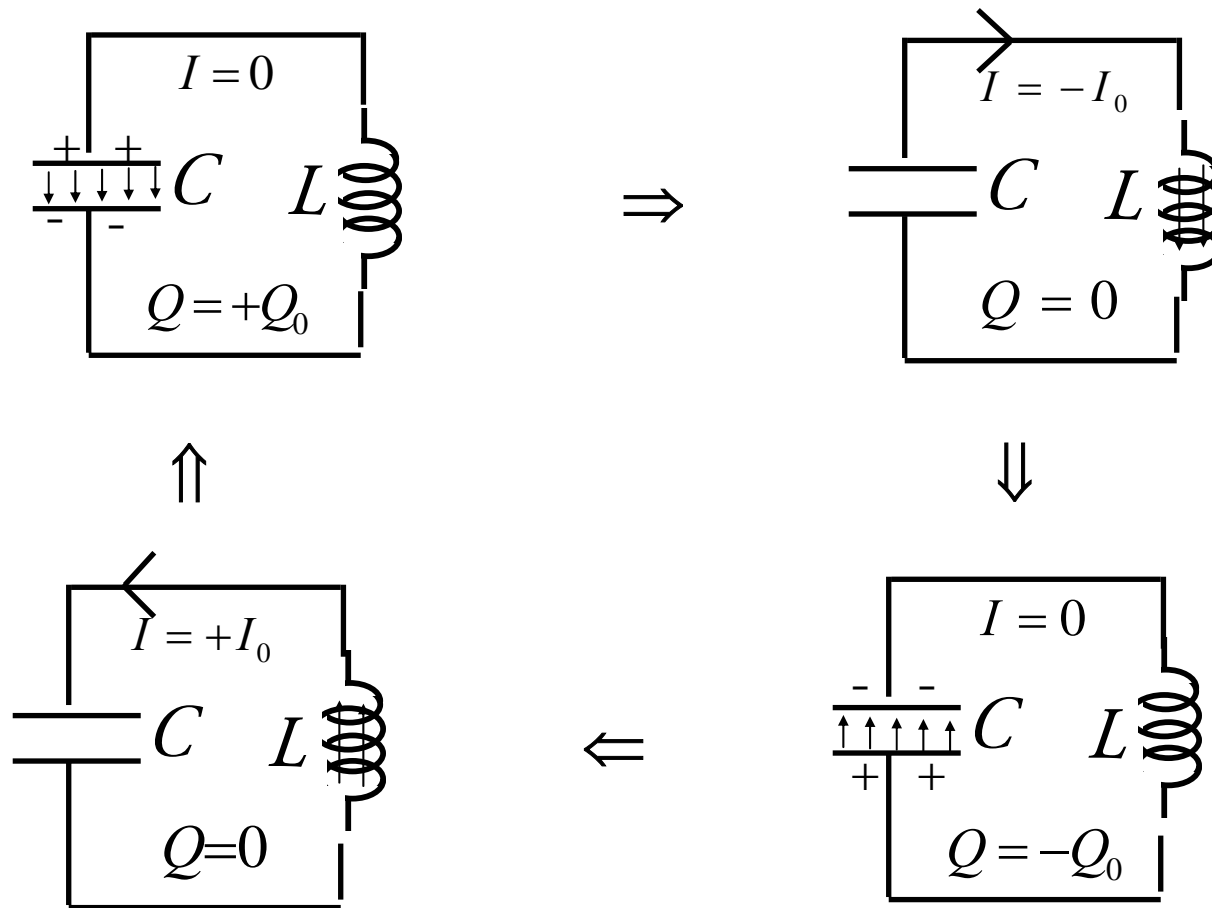 I = 0
+ +
C
L
- -
Q = +Q₀
⇒
I = −I₀
C
L
Q = 0
⇑
⇓
I = +I₀
C
L
Q=0
⇐
I = 0
- -
C
L
+ +
Q = −Q₀